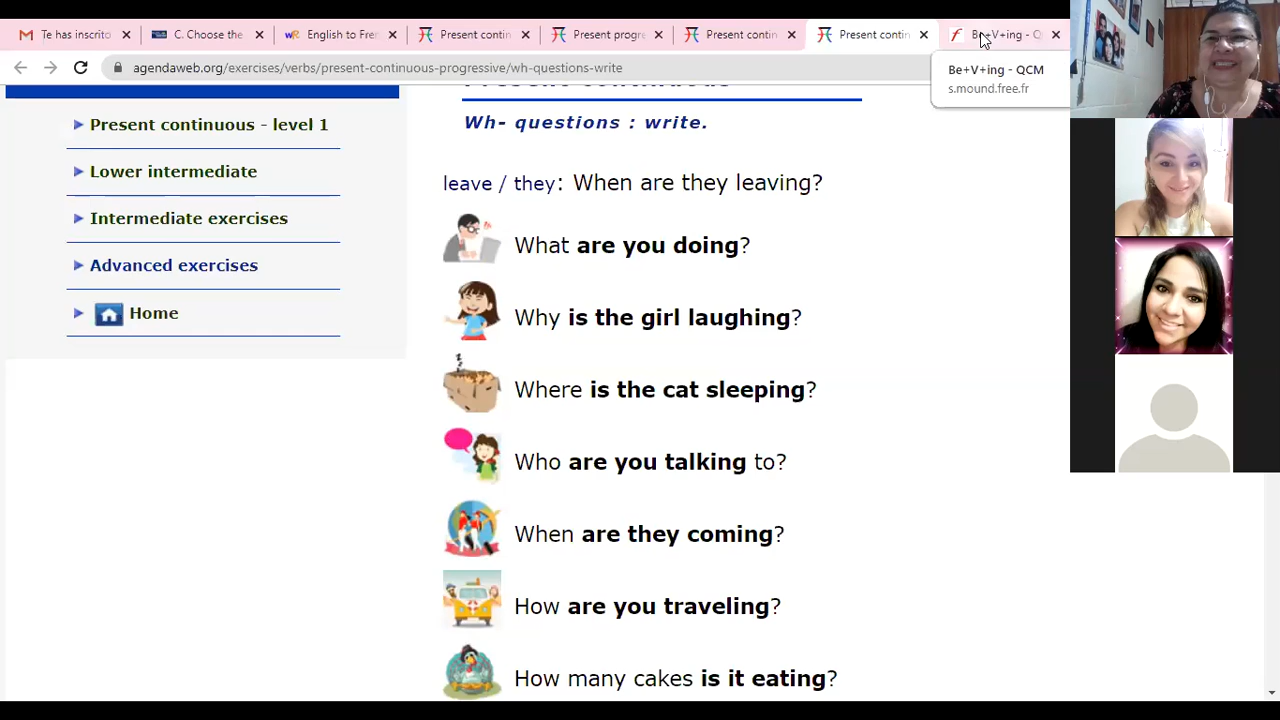 Te has inscrito
C. Choose the
English to Fren
Present contin
Present progre
Present contin
Present contin
Be+V+ing - Q
agendaweb.org/exercises/verbs/present-continuous-progressive/wh-questions-write
Be+V+ing - QCM
s.mound.free.fr
Present continuous - level 1
Lower intermediate
Intermediate exercises
Advanced exercises
Home
Present continuous
Wh- questions : write.
leave / they: When are they leaving?
What are you doing?
Why is the girl laughing?
Where is the cat sleeping?
Who are you talking to?
When are they coming?
How are you traveling?
How many cakes is it eating?